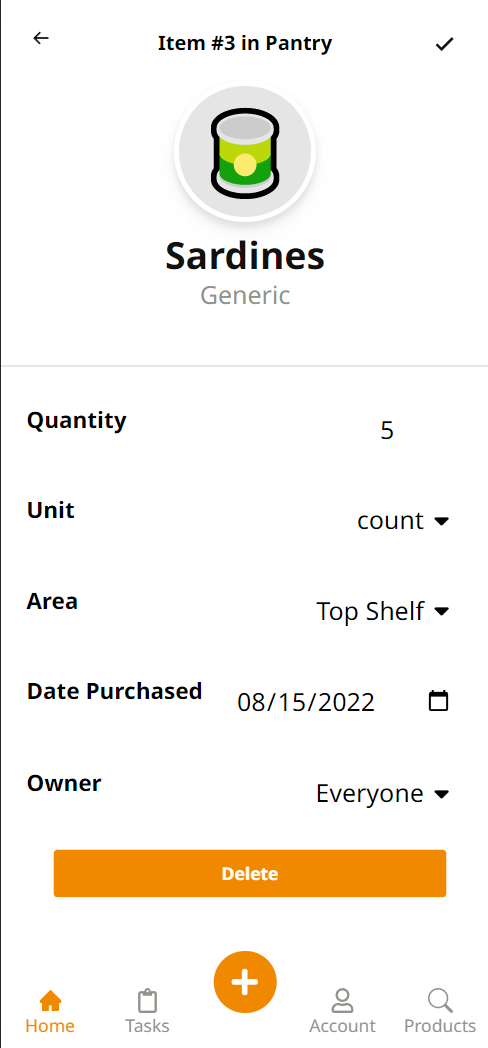 Item #3 in Pantry
Sardines
Generic
Quantity
5
Unit
count
Area
Top Shelf
Date Purchased
08/15/2022
Owner
Everyone
Delete
Home
Tasks
Account
Products